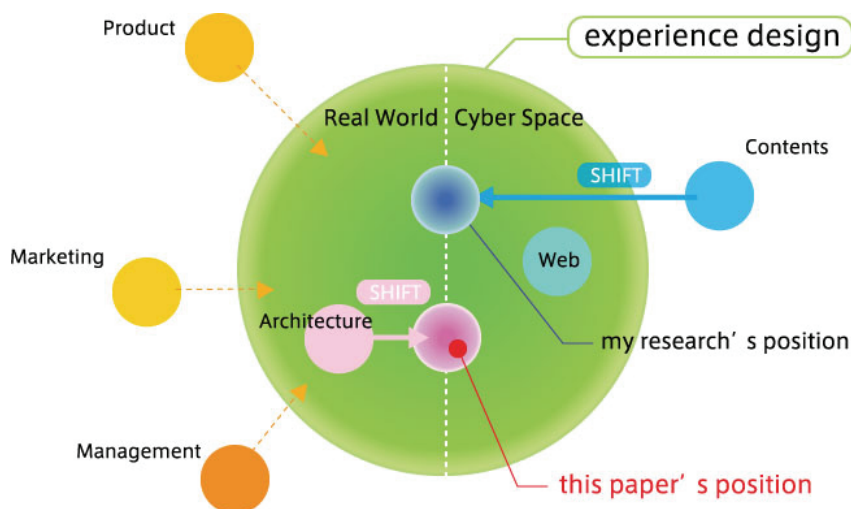 Product
experience design
Real World
Cyber Space
Contents
SHIFT
Marketing
Web
SHIFT
Architecture
my research’ s position
Management
this paper’ s position